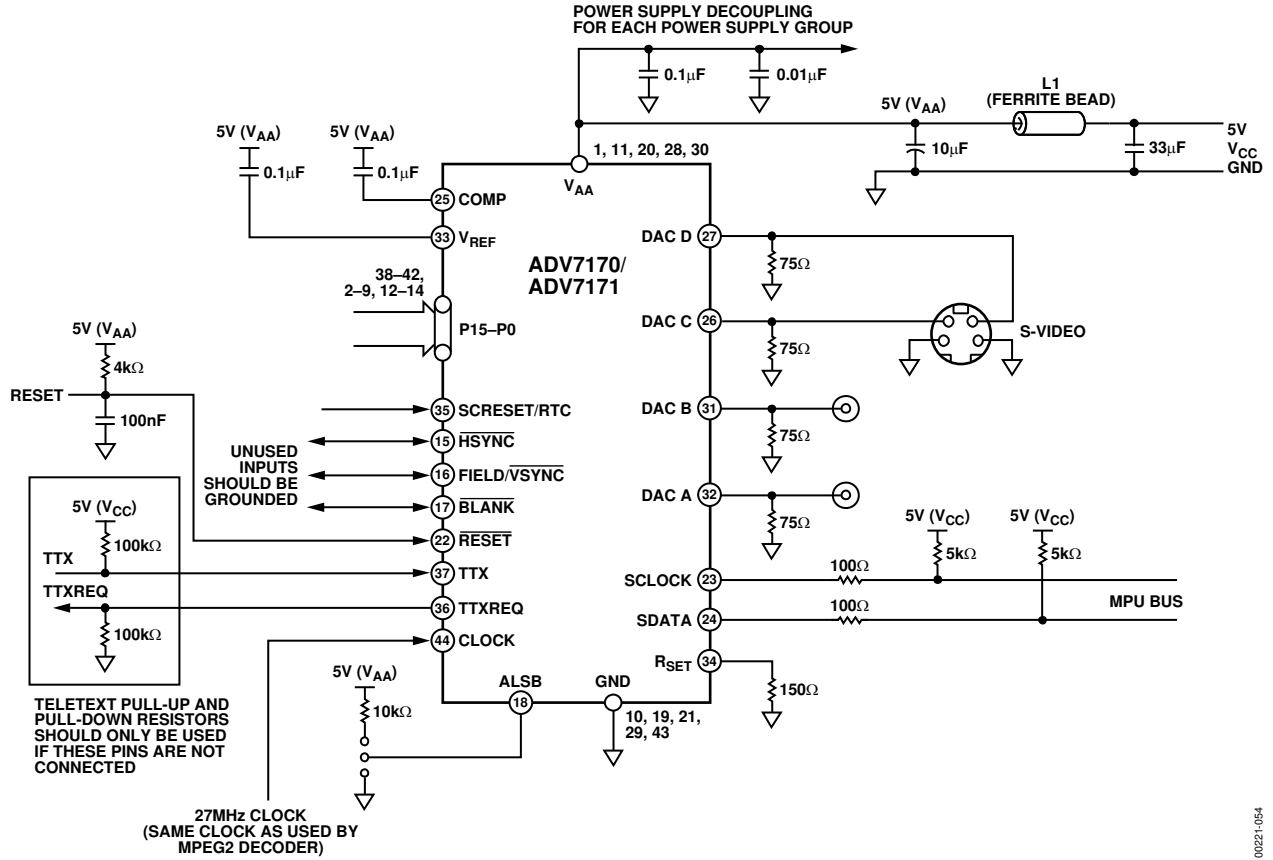 POWER SUPPLY DECOUPLING
FOR EACH POWER SUPPLY GROUP
0.1µF
0.01µF
L1
(FERRITE BEAD)
5V (VAA)
5V
VCC
GND
10µF
33µF
5V (VAA)
0.1µF
5V (VAA)
0.1µF
1, 11, 20, 28, 30
VAA
25 COMP
33 VREF
ADV7170/
ADV7171
38–42,
2–9, 12–14
P15–P0
DAC D 27
75Ω
DAC C 26
75Ω
S-VIDEO
DAC B 31
75Ω
DAC A 32
75Ω
5V (VAA)
4kΩ
RESET
100nF
35 SCRESET/RTC
15 HSYNC
16 FIELD/VSYNC
17 BLANK
22 RESET
37 TTX
36 TTXREQ
44 CLOCK
UNUSED
INPUTS
SHOULD BE
GROUNDED
5V (VCC)
100kΩ
TTX
TTXREQ
100kΩ
TELETEXT PULL-UP AND
PULL-DOWN RESISTORS
SHOULD ONLY BE USED
IF THESE PINS ARE NOT
CONNECTED
5V (VCC)
5kΩ
5V (VCC)
5kΩ
SCLOCK 23
100Ω
SDATA 24
100Ω
MPU BUS
RSET 34
150Ω
5V (VAA)
10kΩ
ALSB
18
GND
10, 19, 21,
29, 43
27MHz CLOCK
(SAME CLOCK AS USED BY
MPEG2 DECODER)
00221-054